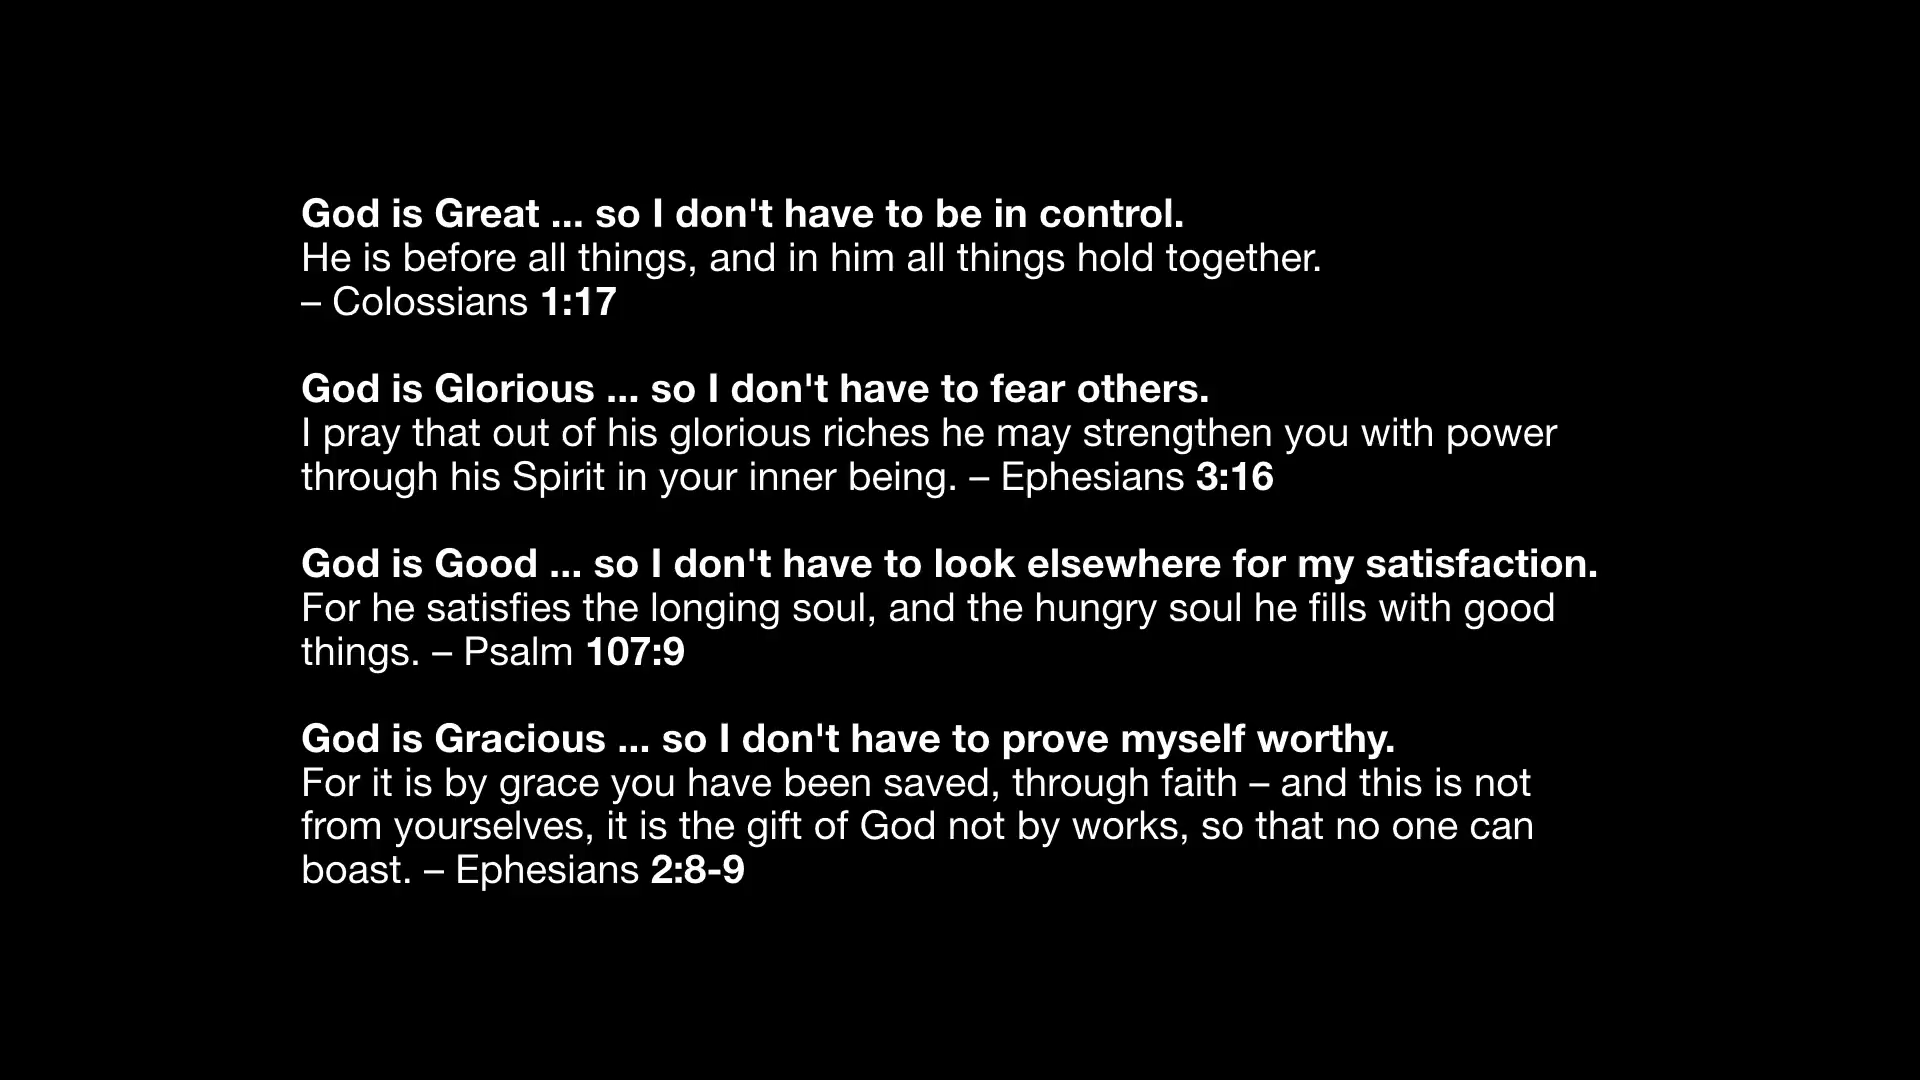 God is Great ... so I don't have to be in control.
He is before all things, and in him all things hold together.
– Colossians 1:17
God is Glorious ... so I don't have to fear others.
I pray that out of his glorious riches he may strengthen you with power
through his Spirit in your inner being. – Ephesians 3:16
God is Good ... so I don't have to look elsewhere for my satisfaction.
For he satisfies the longing soul, and the hungry soul he fills with good
things. – Psalm 107:9
God is Gracious ... so I don't have to prove myself worthy.
For it is by grace you have been saved, through faith – and this is not
from yourselves, it is the gift of God not by works, so that no one can
boast. – Ephesians 2:8-9